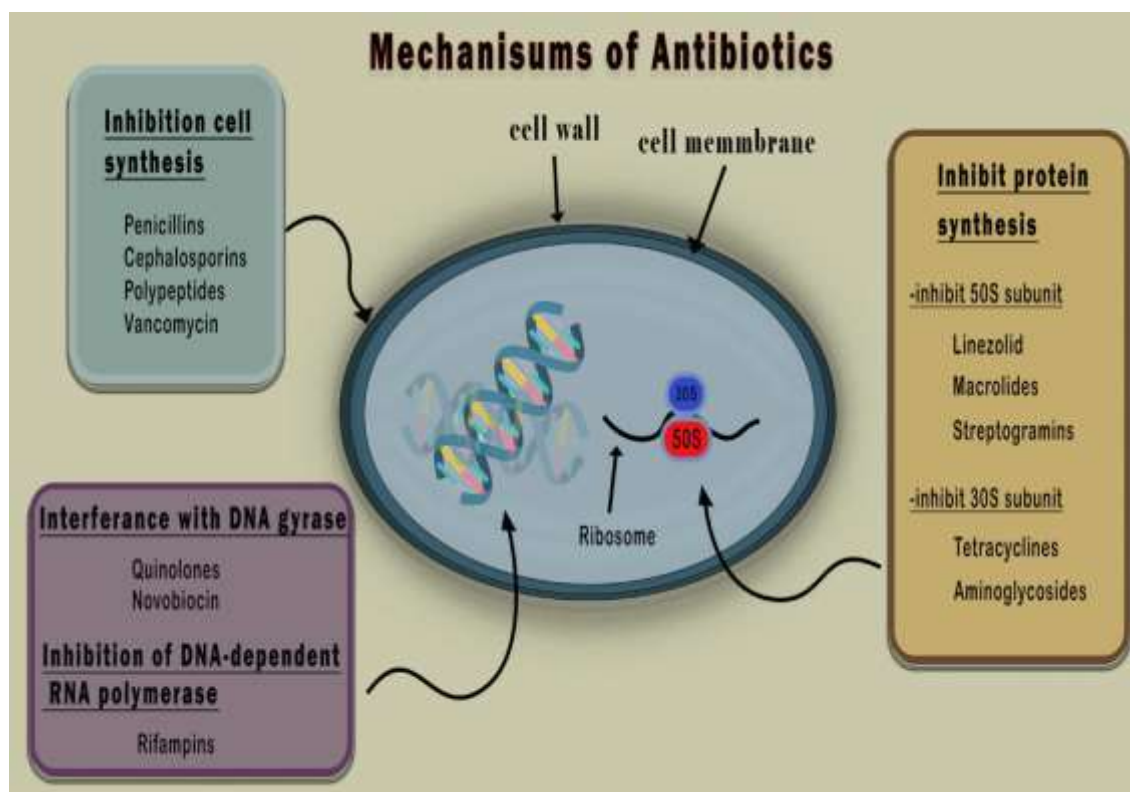 Mechanisums of Antibiotics
Inhibition cell
synthesis
Penicillins
Cephalosporins
Polypeptides
Vancomycin
cell wall
cell memmbrane
Inhibit protein
synthesis
-inhibit 50S subunit
Linezolid
Macrolides
Streptogramins
-inhibit 30S subunit
Tetracyclines
Aminoglycosides
30S
50S
Ribosome
Interferance with DNA gyrase
Quinolones
Novobiocin
Inhibition of DNA-dependent
RNA polymerase
Rifampins